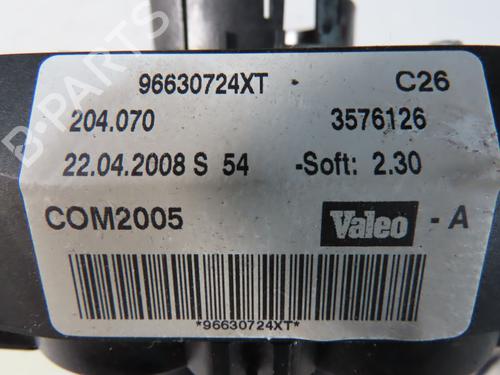 96630724XT C26
204.070 3576126
22.04.2008 S 54 -Soft: 2.30
COM2005 Valeo - A
*96630724XT*
B-PARTS